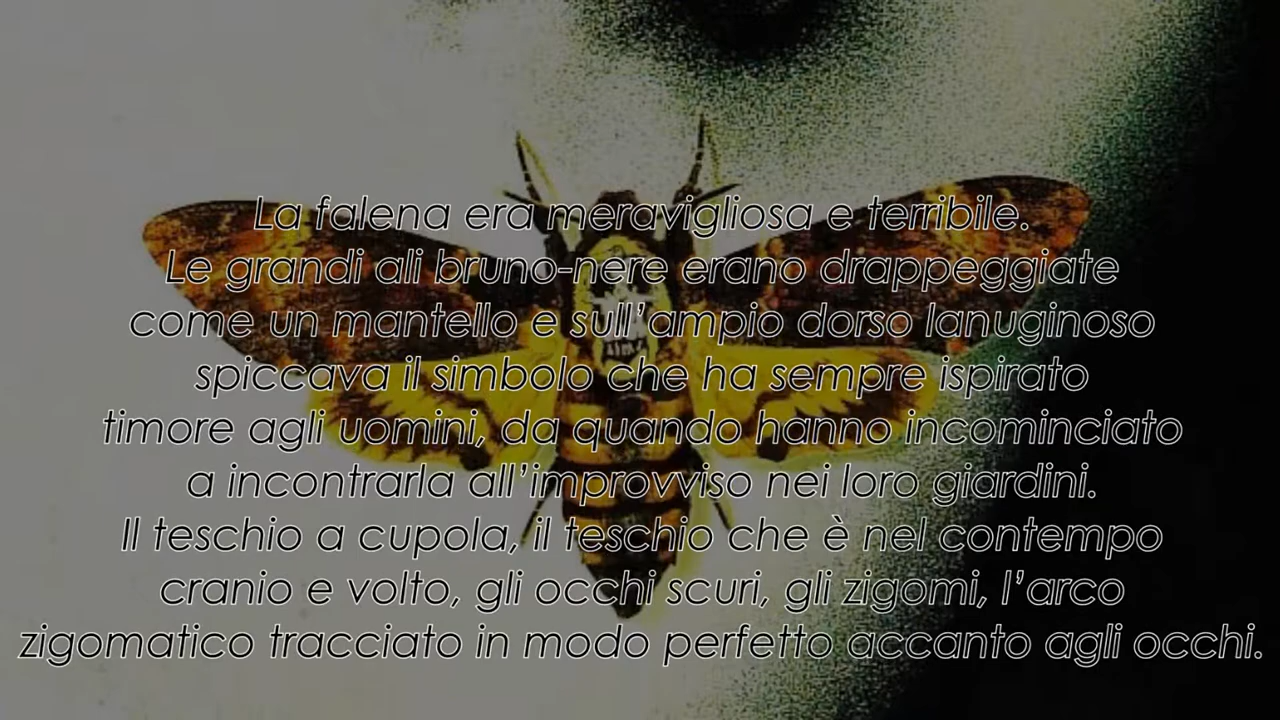 La falena era meravigliosa e terribile.
Le grandi ali bruno-nere erano drappeggiate
come un mantello e sull’ampio dorso lanuginoso
spiccava il simbolo che ha sempre ispirato
timore agli uomini, da quando hanno incominciato
a incontrarla all’improvviso nei loro giardini.
Il teschio a cupola, il teschio che è nel contempo
cranio e volto, gli occhi scuri, gli zigomi, l’arco
zigomatico tracciato in modo perfetto accanto agli occhi.